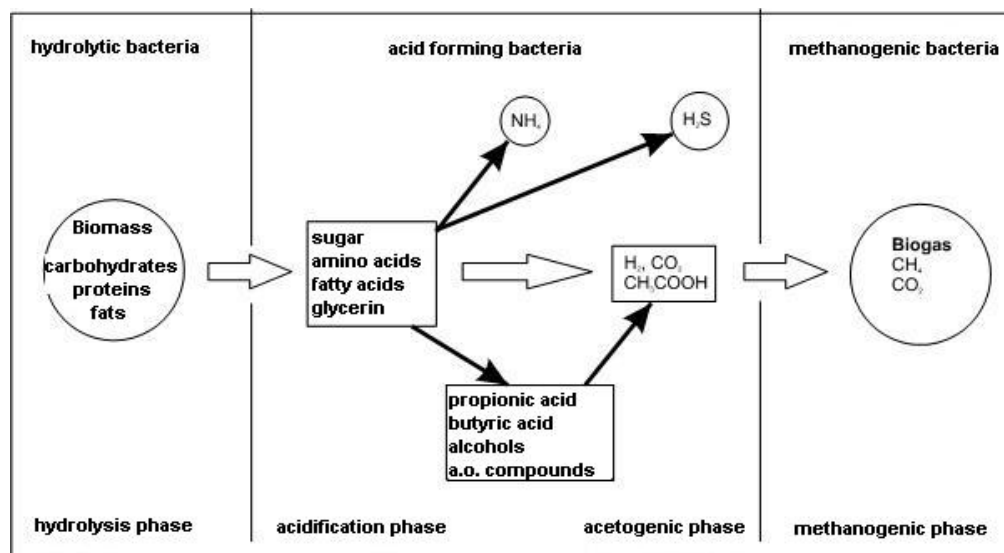 hydrolytic bacteria
acid forming bacteria
methanogenic bacteria
NH₄
H₂S
Biomass
carbohydrates
proteins
fats
sugar
amino acids
fatty acids
glycerin
H₂, CO₂
CH₃COOH
Biogas
CH₄
CO₂
propionic acid
butyric acid
alcohols
a.o. compounds
hydrolysis phase
acidification phase
acetogenic phase
methanogenic phase